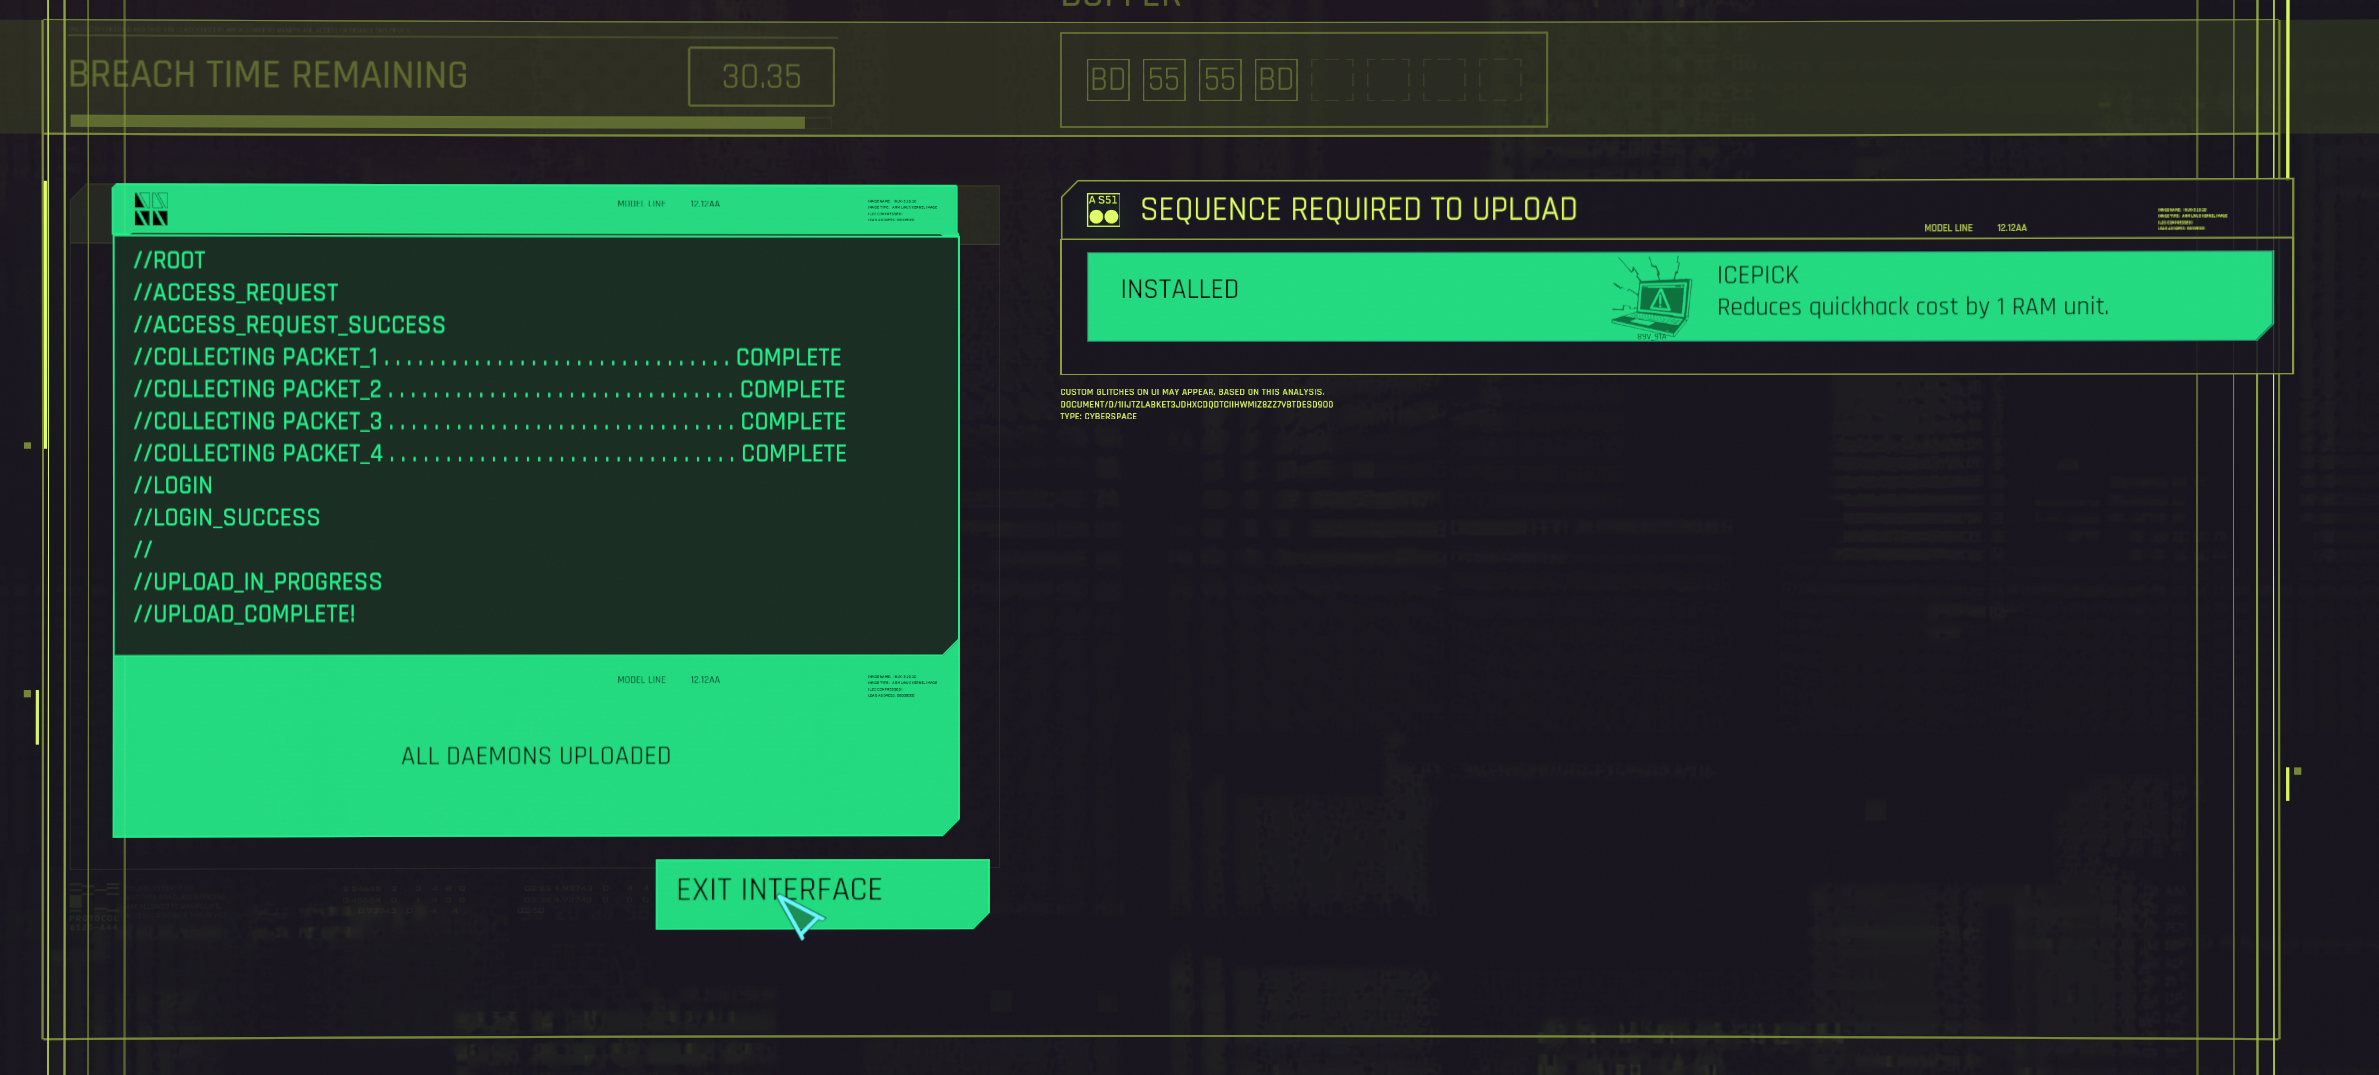 BREACH TIME REMAINING
30.35
BD 55 55 BD
MODEL LINE 12.12AA
//ROOT
//ACCESS_REQUEST
//ACCESS_REQUEST_SUCCESS
//COLLECTING PACKET_1...............................COMPLETE
//COLLECTING PACKET_2...............................COMPLETE
//COLLECTING PACKET_3...............................COMPLETE
//COLLECTING PACKET_4...............................COMPLETE
//LOGIN
//LOGIN_SUCCESS
//
//UPLOAD_IN_PROGRESS
//UPLOAD_COMPLETE!
MODEL LINE 12.12AA
ALL DAEMONS UPLOADED
EXIT INTERFACE
A S51
SEQUENCE REQUIRED TO UPLOAD
MODEL LINE 12.12AA
INSTALLED
ICEPICK
Reduces quickhack cost by 1 RAM unit.
CUSTOM GLITCHES ON UI MAY APPEAR, BASED ON THIS ANALYSIS.
TYPE: CYBERSPACE